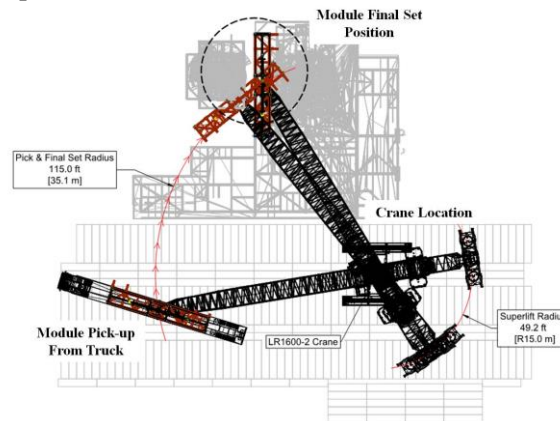 Module Final Set
Position
Pick & Final Set Radius
115.0 ft
[35.1 m]
Crane Location
Module Pick-up
From Truck
LR1600-2 Crane
Superlift Radius
49.2 ft
[R15.0 m]